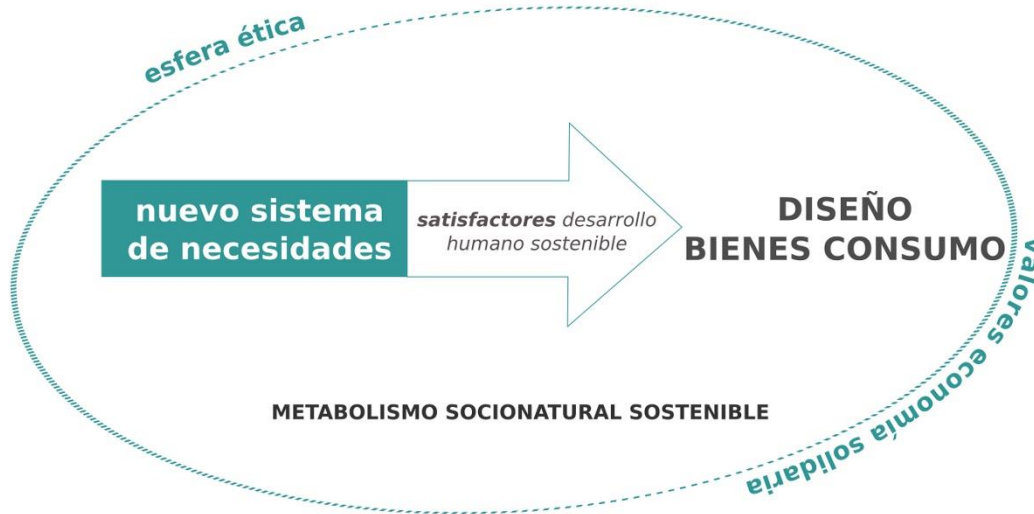 esfera ética
nuevo sistema
de necesidades
satisfactores desarrollo
humano sostenible
DISEÑO
BIENES CONSUMO
valores economía solidaria
METABOLISMO SOCIONATURAL SOSTENIBLE